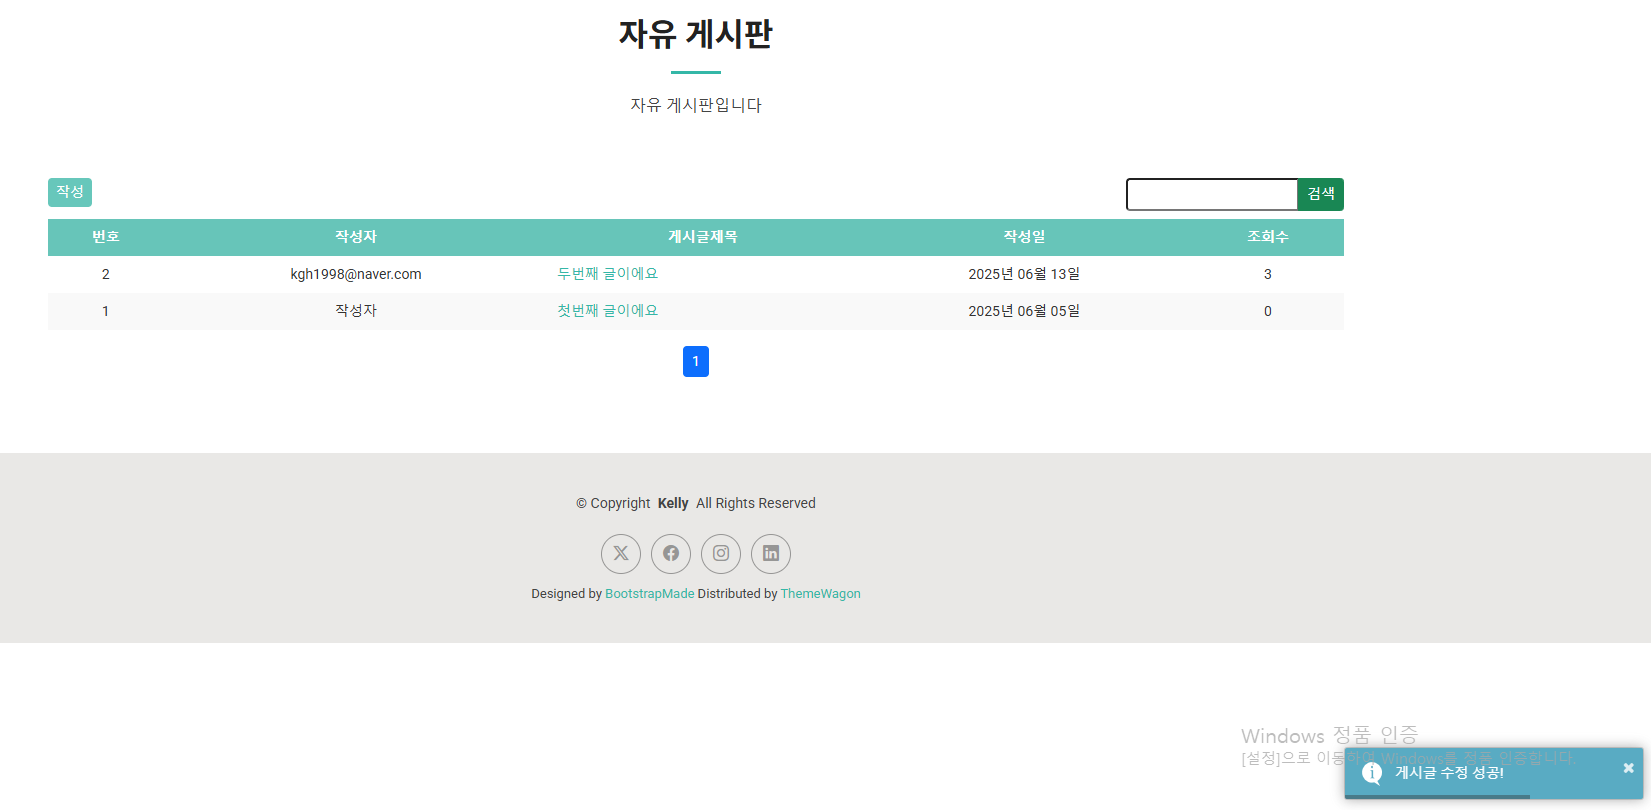 자유 게시판
자유 게시판입니다
작성
검색
번호 작성자 게시글제목 작성일 조회수
2 kgh1998@naver.com 두번째 글이에요 2025년 06월 13일 3
1 작성자 첫번째 글이에요 2025년 06월 05일 0
1
© Copyright Kelly All Rights Reserved
Designed by BootstrapMade Distributed by ThemeWagon
Windows 정품 인증
[설정]으로 이동하여 Windows를 정품 인증합니다.
게시글 수정 성공!